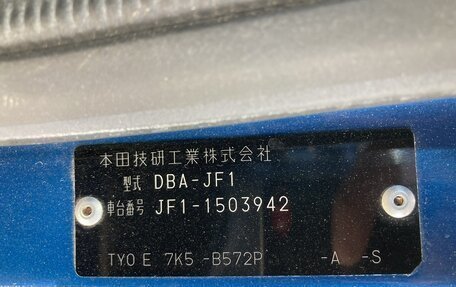 本田技研工業株式会社
型式 DBA-JF1
車台番号 JF1-1503942
TYO E 7K5 -B572P -A -S